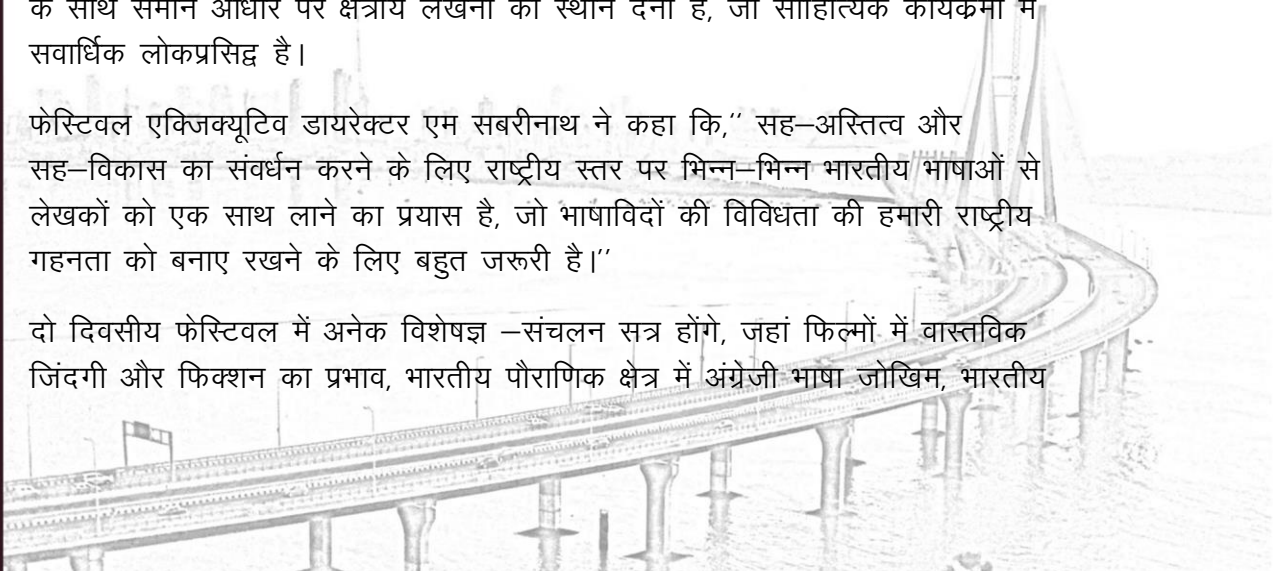 के साथ समान आधार पर क्षेत्रीय लेखनी को स्थान देना है, जो साहित्यिक कार्यक्रमों में
सवार्धिक लोकप्रसिद्व है।
फेस्टिवल एक्जिक्यूटिव डायरेक्टर एम सबरीनाथ ने कहा कि,’’ सह–अस्तित्व और
सह–विकास का संवर्धन करने के लिए राष्ट्रीय स्तर पर भिन्न–भिन्न भारतीय भाषाओं से
लेखकों को एक साथ लाने का प्रयास है, जो भाषाविदों की विविधता की हमारी राष्ट्रीय
गहनता को बनाए रखने के लिए बहुत जरूरी है।’’
दो दिवसीय फेस्टिवल में अनेक विशेषज्ञ –संचलन सत्र होंगे, जहां फिल्मों में वास्तविक
जिंदगी और फिक्शन का प्रभाव, भारतीय पौराणिक क्षेत्र में अंग्रेजी भाषा जोखिम, भारतीय